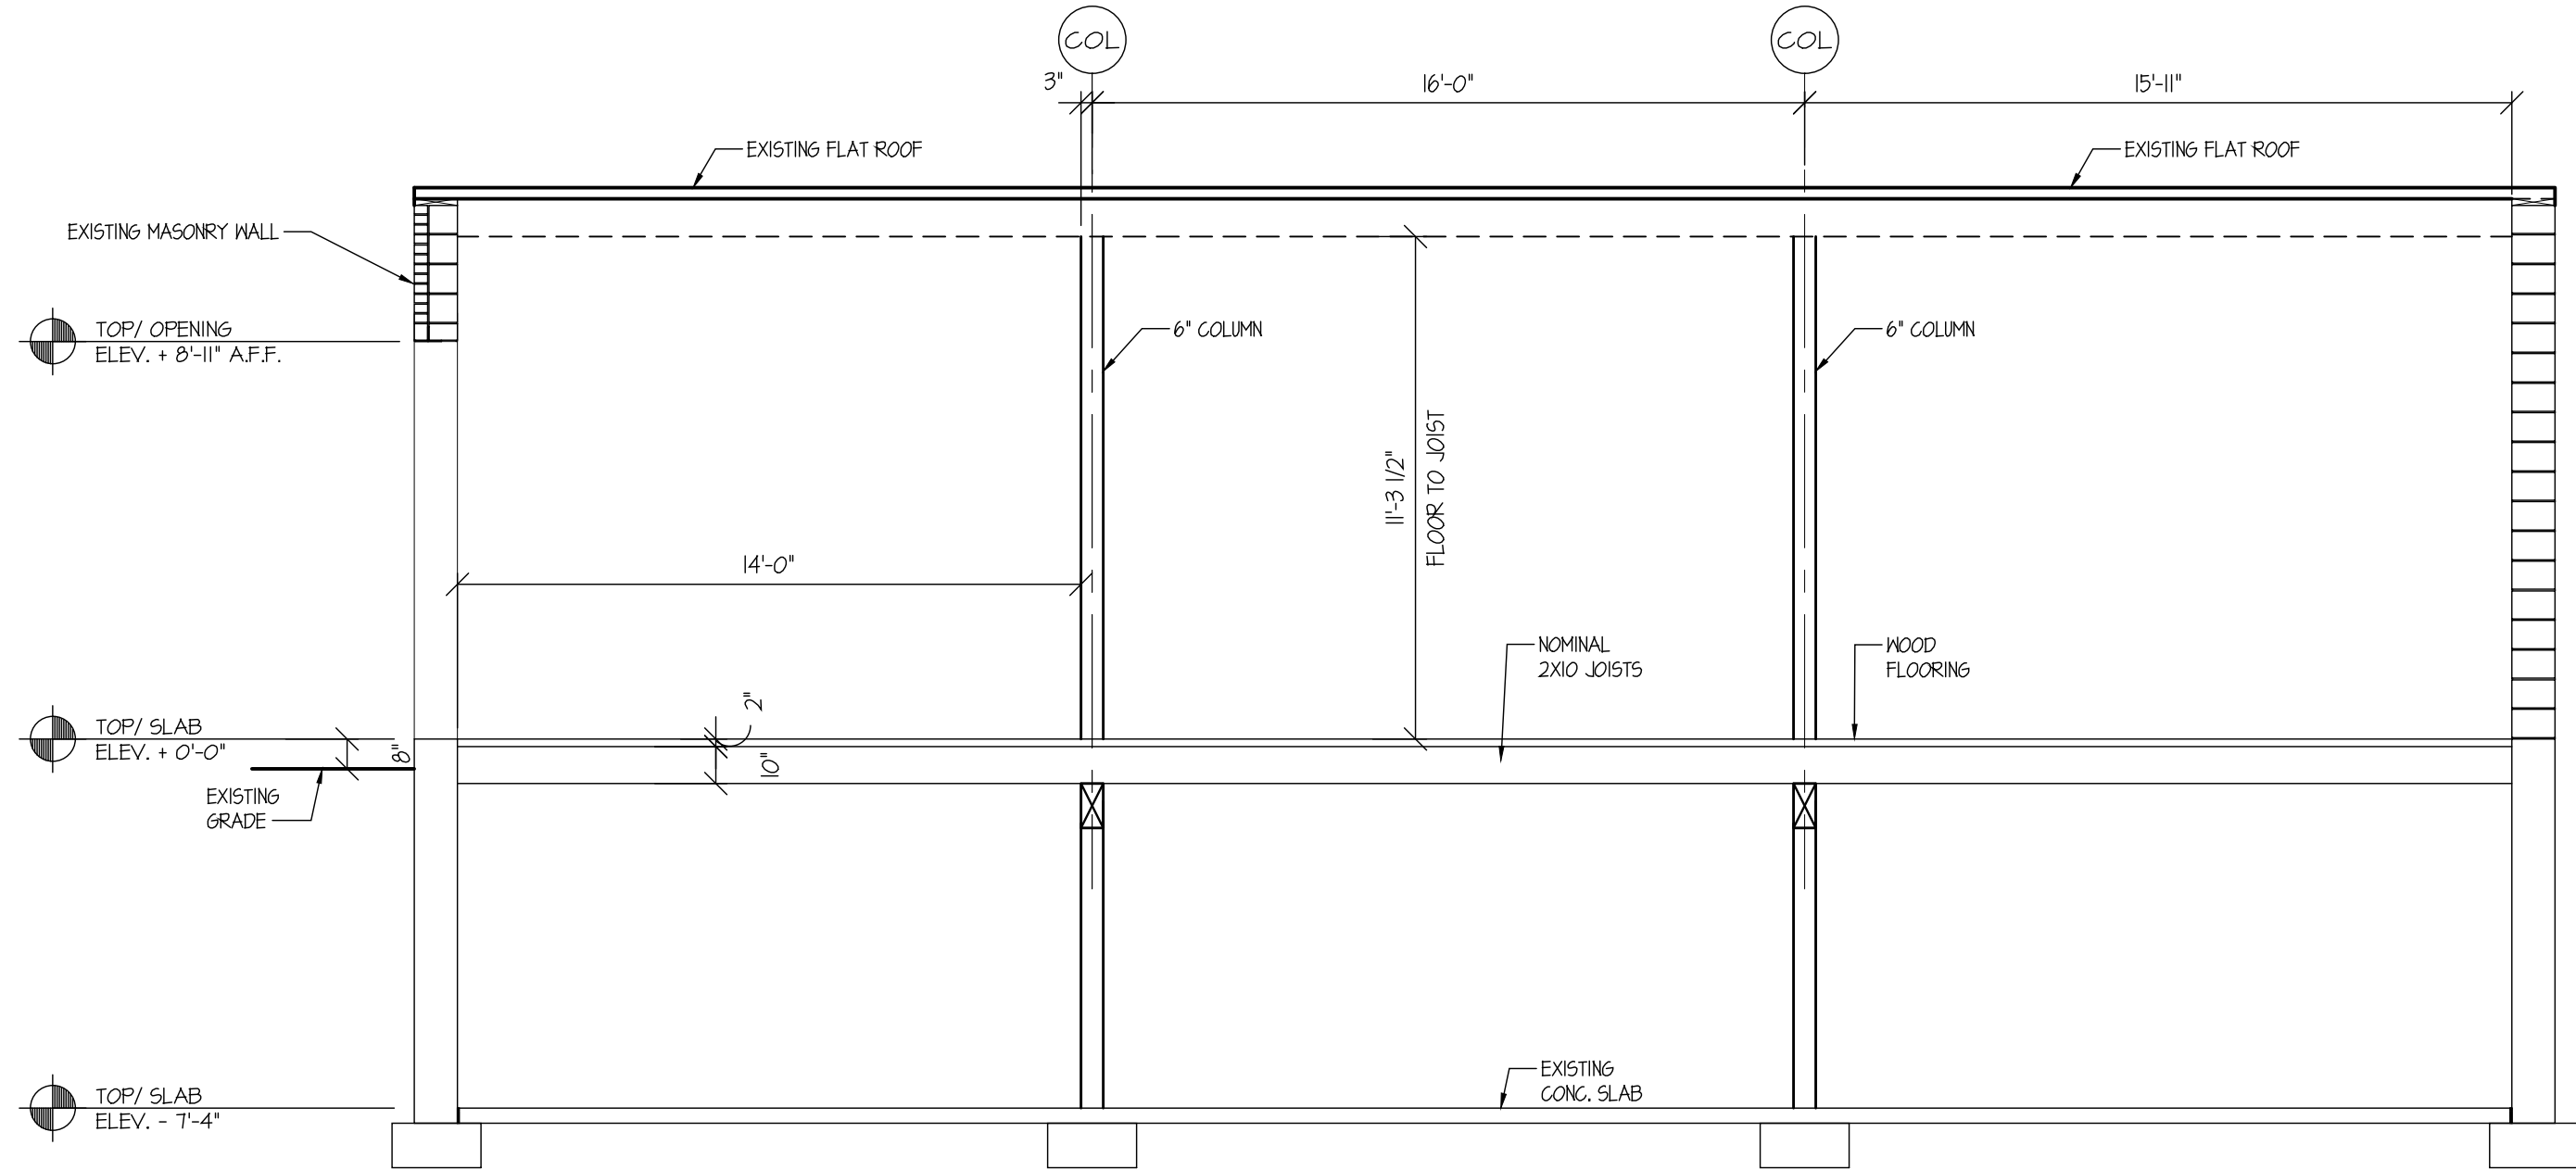 COL
COL
3"
16'-0"
15'-11"
EXISTING FLAT ROOF
EXISTING FLAT ROOF
EXISTING MASONRY WALL
TOP/ OPENING
ELEV. + 8'-11" A.F.F.
6" COLUMN
6" COLUMN
11'-3 1/2"
FLOOR TO JOIST
14'-0"
NOMINAL
2X10 JOISTS
WOOD
FLOORING
2"
TOP/ SLAB
ELEV. + 0'-0"
8"
10"
EXISTING
GRADE
EXISTING
CONC. SLAB
TOP/ SLAB
ELEV. - 7'-4"